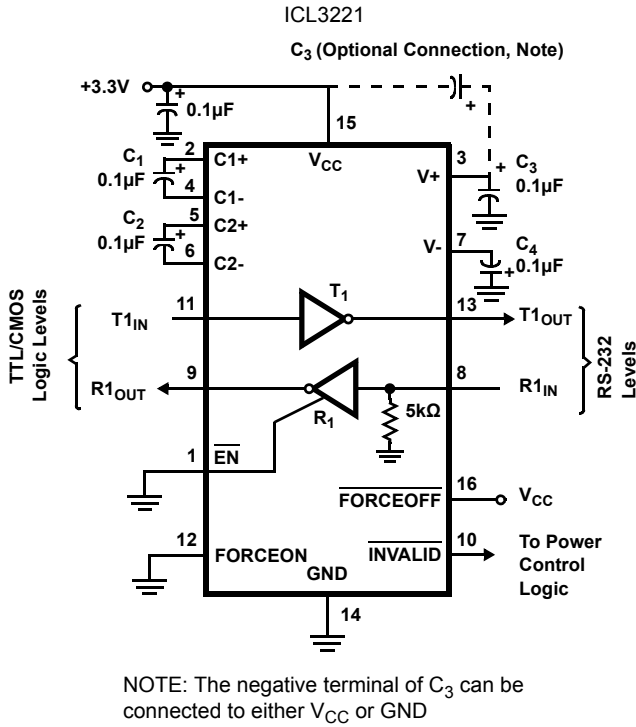 ICL3221
C3 (Optional Connection, Note)
+3.3V
+
0.1µF
15
VCC
+
C1
0.1µF
2
+
C1+
4
C1-
C2
0.1µF
5
+
C2+
6
C2-
3
V+
+
C3
0.1µF
7
V-
C4
+
0.1µF
TTL/CMOS
Logic Levels
T1IN
11
T1
13
T1OUT
R1OUT
9
R1
5kΩ
8
R1IN
RS-232
Levels
1
EN
16
FORCEOFF
VCC
12
FORCEON
INVALID
10
To Power
Control
Logic
GND
14
NOTE: The negative terminal of C3 can be
connected to either VCC or GND